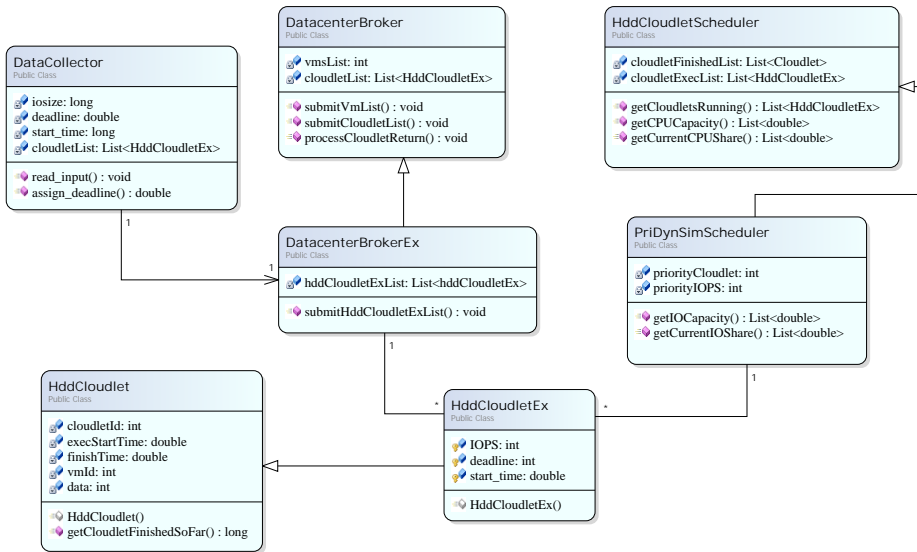 DataCollector
Public Class
iosize: long
deadline: double
start_time: long
cloudletList: List<HddCloudletEx>
read_input() : void
assign_deadline() : double
DatacenterBroker
Public Class
vmsList: int
cloudletList: List<HddCloudletEx>
submitVmList() : void
submitCloudletList() : void
processCloudletReturn() : void
HddCloudletScheduler
Public Class
cloudletFinishedList: List<Cloudlet>
cloudletExecList: List<HddCloudletEx>
getCloudletsRunning() : List<HddCloudletEx>
getCPUCapacity() : List<double>
getCurrentCPUShare() : List<double>
1
1
DatacenterBrokerEx
Public Class
hddCloudletExList: List<hddCloudletEx>
submitHddCloudletExList() : void
PriDynSimScheduler
Public Class
priorityCloudlet: int
priorityIOPS: int
getIOCapacity() : List<double>
getCurrentIOShare() : List<double>
1
1
*
*
HddCloudlet
Public Class
cloudletId: int
execStartTime: double
finishTime: double
vmId: int
data: int
HddCloudlet()
getCloudletFinishedSoFar() : long
HddCloudletEx
Public Class
IOPS: int
deadline: int
start_time: double
HddCloudletEx()